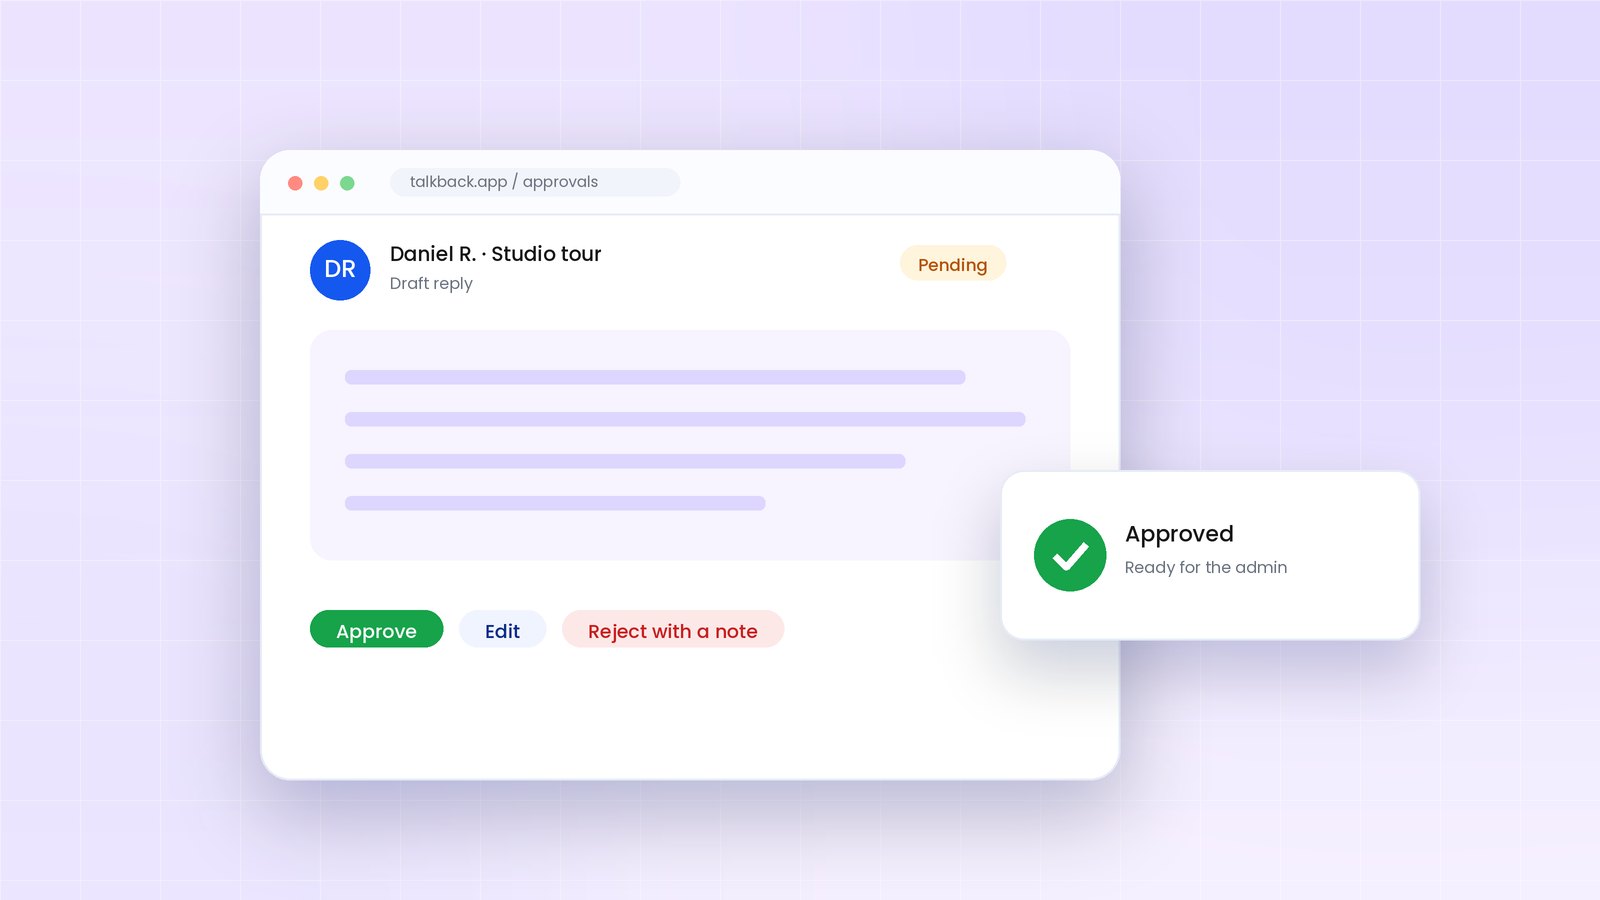 talkback.app / approvals
DR
Daniel R. · Studio tour
Draft reply
Pending
Approved
Ready for the admin
Approve
Edit
Reject with a note